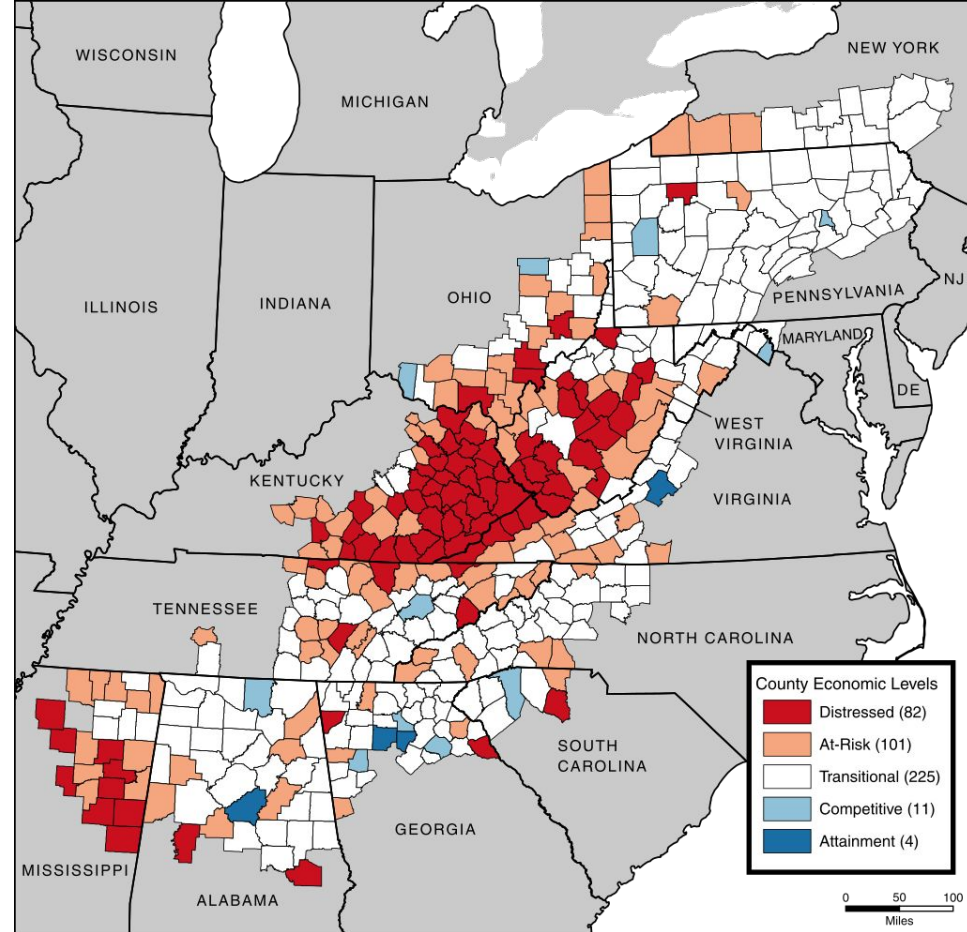 WISCONSIN
NEW YORK
MICHIGAN
ILLINOIS
INDIANA
OHIO
PENNSYLVANIA
NJ
MARYLAND
DE
WEST
VIRGINIA
KENTUCKY
VIRGINIA
TENNESSEE
NORTH CAROLINA
SOUTH
CAROLINA
GEORGIA
MISSISSIPPI
ALABAMA
County Economic Levels
Distressed (82)
At-Risk (101)
Transitional (225)
Competitive (11)
Attainment (4)
0 50 100
Miles